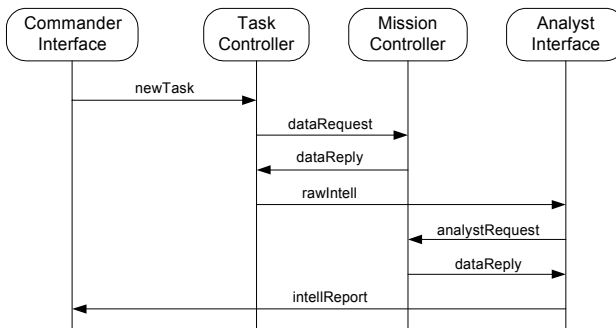 Commander
Interface
Task
Controller
Mission
Controller
Analyst
Interface
newTask
dataRequest
dataReply
rawIntell
analystRequest
dataReply
intellReport